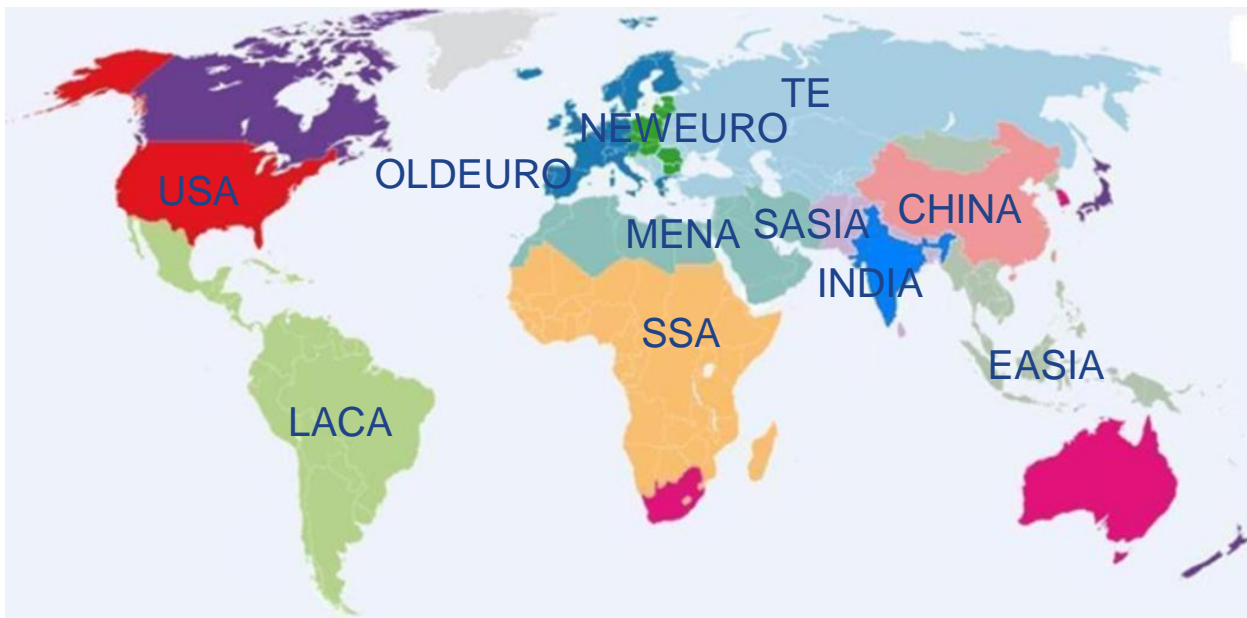 TE
NEWEURO
OLDEURO
USA
CHINA
SASIA
MENA
INDIA
SSA
EASIA
LACA